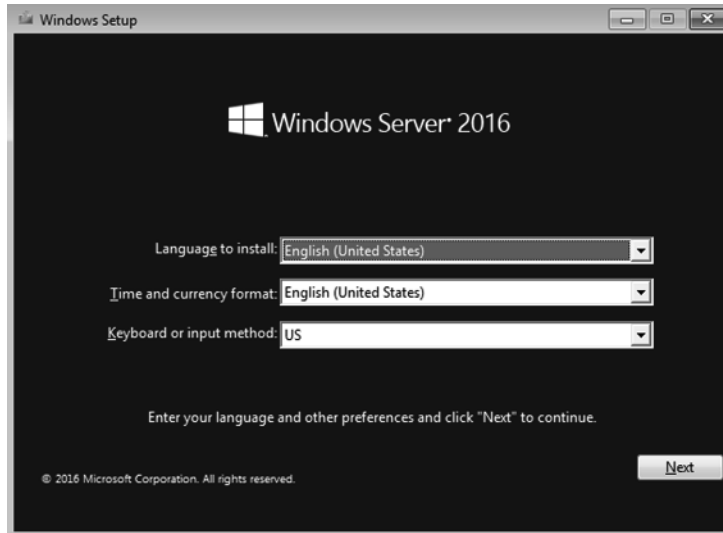 Windows Setup
Windows Server 2016
Language to install: English (United States)
Time and currency format: English (United States)
Keyboard or input method: US
Enter your language and other preferences and click "Next" to continue.
Next
© 2016 Microsoft Corporation. All rights reserved.